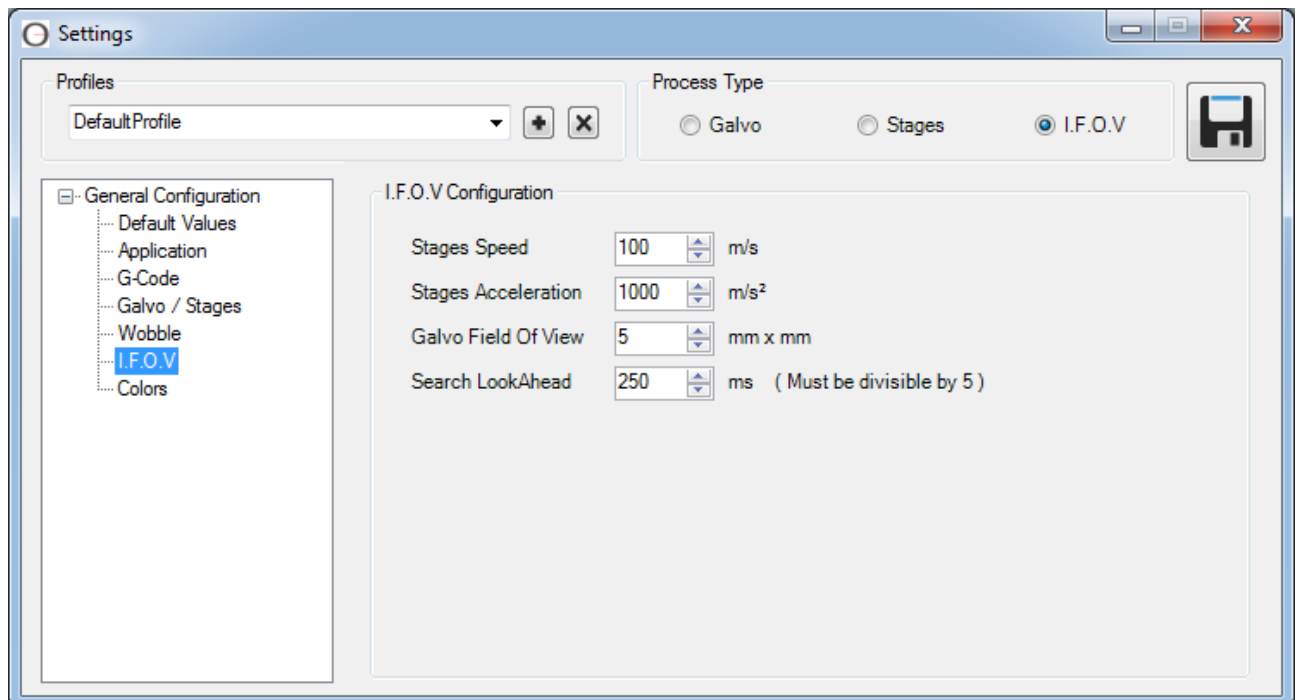 Settings
Profiles
DefaultProfile
Process Type
Galvo
Stages
I.F.O.V
General Configuration
Default Values
Application
G-Code
Galvo / Stages
Wobble
I.F.O.V
Colors
I.F.O.V Configuration
Stages Speed 100 m/s
Stages Acceleration 1000 m/s²
Galvo Field Of View 5 mm x mm
Search LookAhead 250 ms ( Must be divisible by 5 )